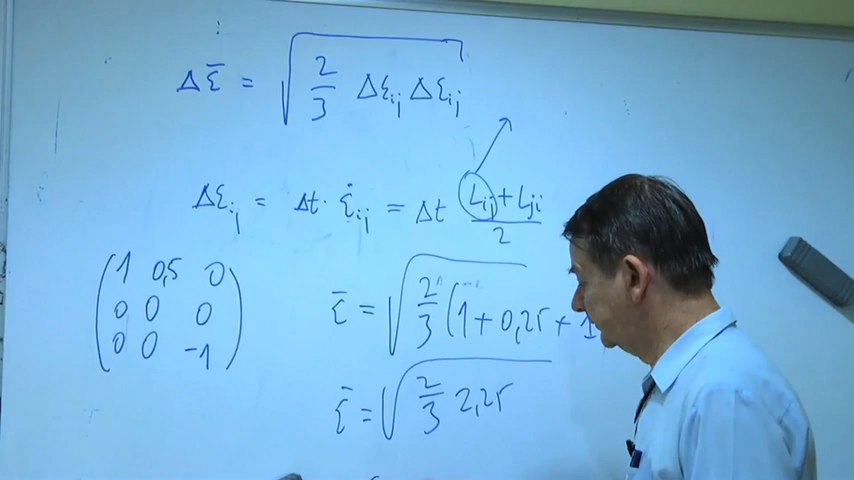 Δε̄ = √(2/3 Δε_ij Δε_ij)
Δε_ij = Δt · ε̇_ij = Δt (L_ij + L_ji)/2
( 1 0,5 0
0 0 0
0 0 -1 )
ε̄ = √(2/3 (1 + 0,25 + 1
ε̄ = √(2/3 2,25)